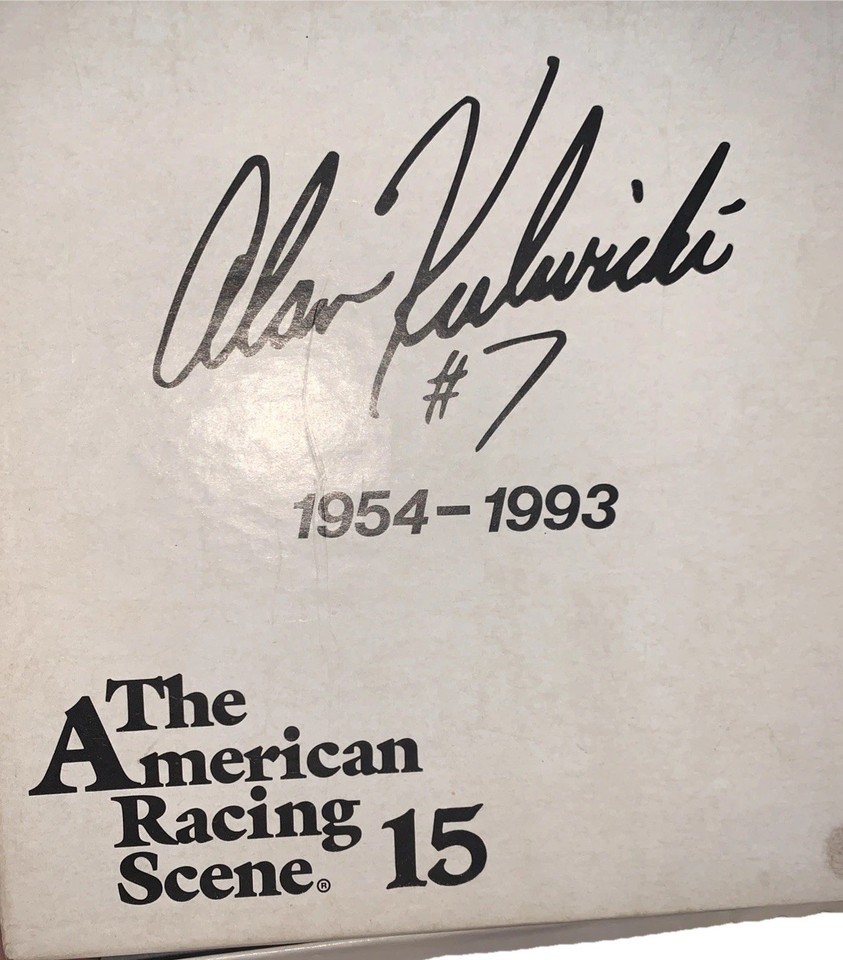 Alan Kulwicki
#7
1954-1993
The
American
Racing
Scene® 15